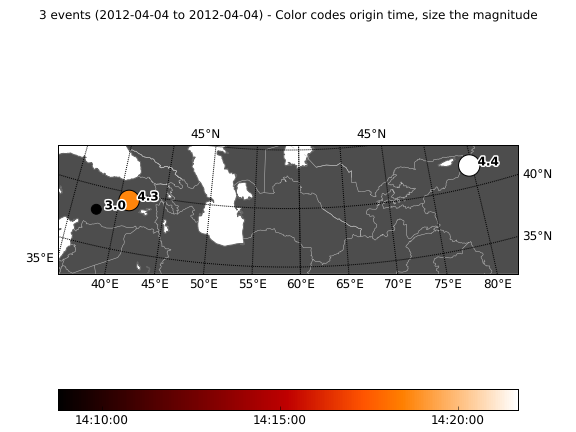 3 events (2012-04-04 to 2012-04-04) - Color codes origin time, size the magnitude
45°N 45°N
4.4
40°N
4.3
3.0
35°N
35°E
40°E 45°E 50°E 55°E 60°E 65°E 70°E 75°E 80°E
14:10:00 14:15:00 14:20:00